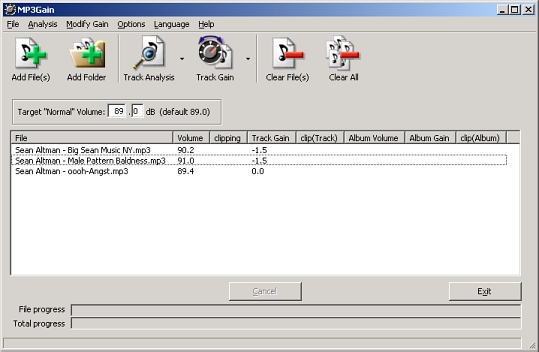 MP3Gain
File Analysis Modify Gain Options Language Help
Add File(s) Add Folder Track Analysis Track Gain Clear File(s) Clear All
Target "Normal" Volume: 89 . 0 dB (default 89.0)
File Volume clipping Track Gain clip(Track) Album Volume Album Gain clip(Album)
Sean Altman - Big Sean Music NY.mp3 90.2 -1.5
Sean Altman - Male Pattern Baldness.mp3 91.0 -1.5
Sean Altman - oooh-Angst.mp3 89.4 0.0
Cancel Exit
File progress
Total progress